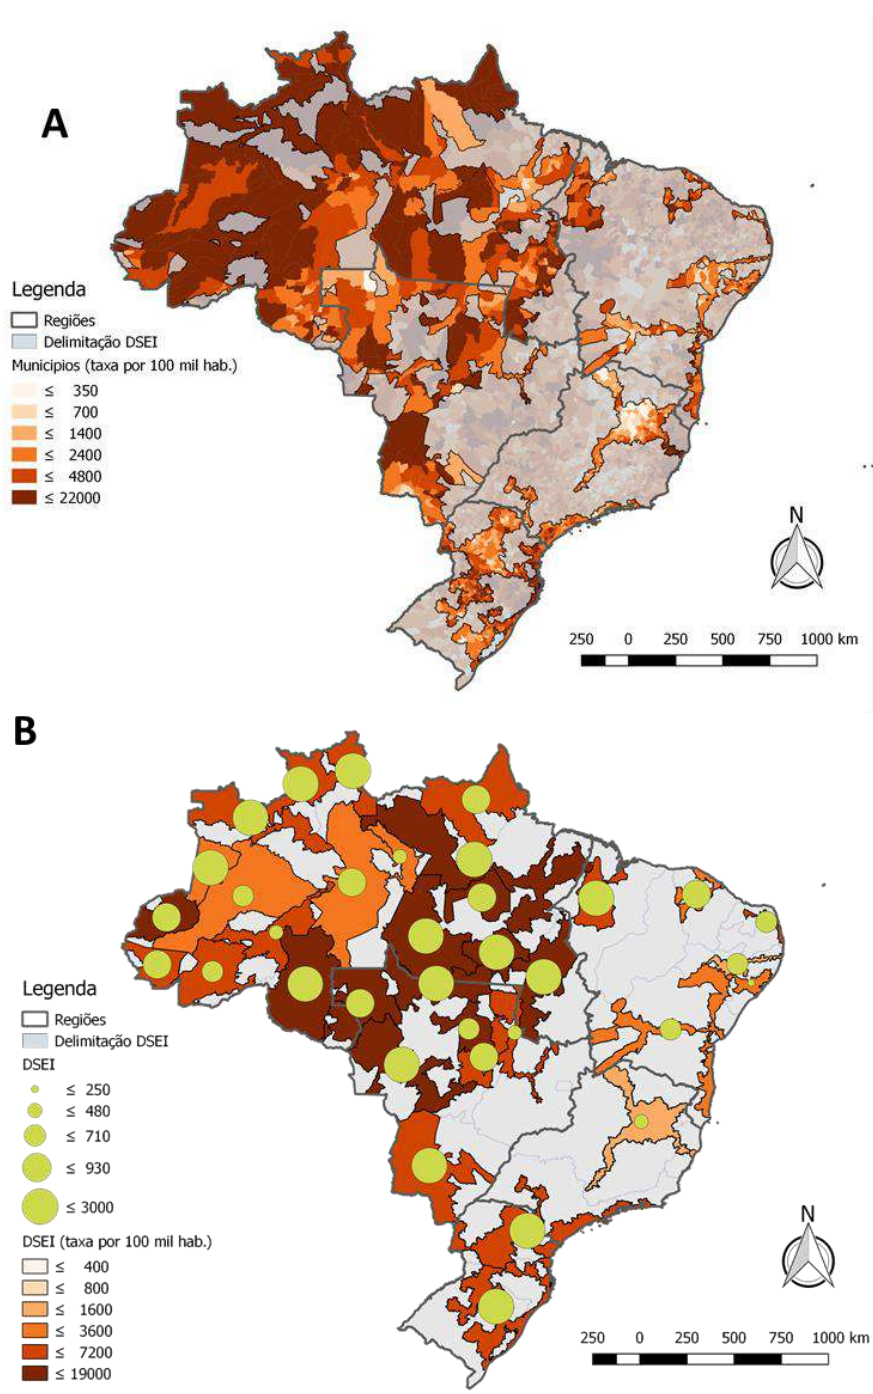 A
Legenda
Regiões
Delimitação DSEI
Municipios (taxa por 100 mil hab.)
≤ 350
≤ 700
≤ 1400
≤ 2400
≤ 4800
≤ 22000
N
250 0 250 500 750 1000 km
B
Legenda
Regiões
Delimitação DSEI
DSEI
≤ 250
≤ 480
≤ 710
≤ 930
≤ 3000
DSEI (taxa por 100 mil hab.)
≤ 400
≤ 800
≤ 1600
≤ 3600
≤ 7200
≤ 19000
N
250 0 250 500 750 1000 km